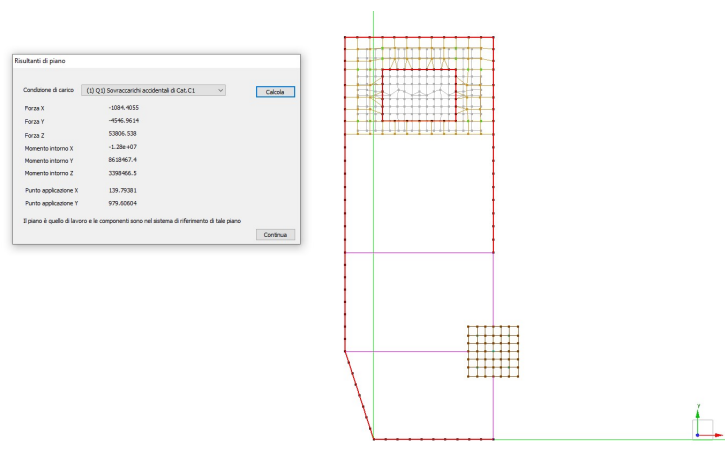 Risultanti di piano
Condizione di carico (1) Q1) Sovraccarichi accidentali di Cat.C1 Calcola
Forza X -1084.4055
Forza Y -4546.9614
Forza Z 53806.538
Momento intorno X -1.28e+07
Momento intorno Y 8618467.4
Momento intorno Z 3398466.5
Punto applicazione X 139.79381
Punto applicazione Y 979.60604
Il piano è quello di lavoro e le componenti sono nel sistema di riferimento di tale piano
Continua
Y